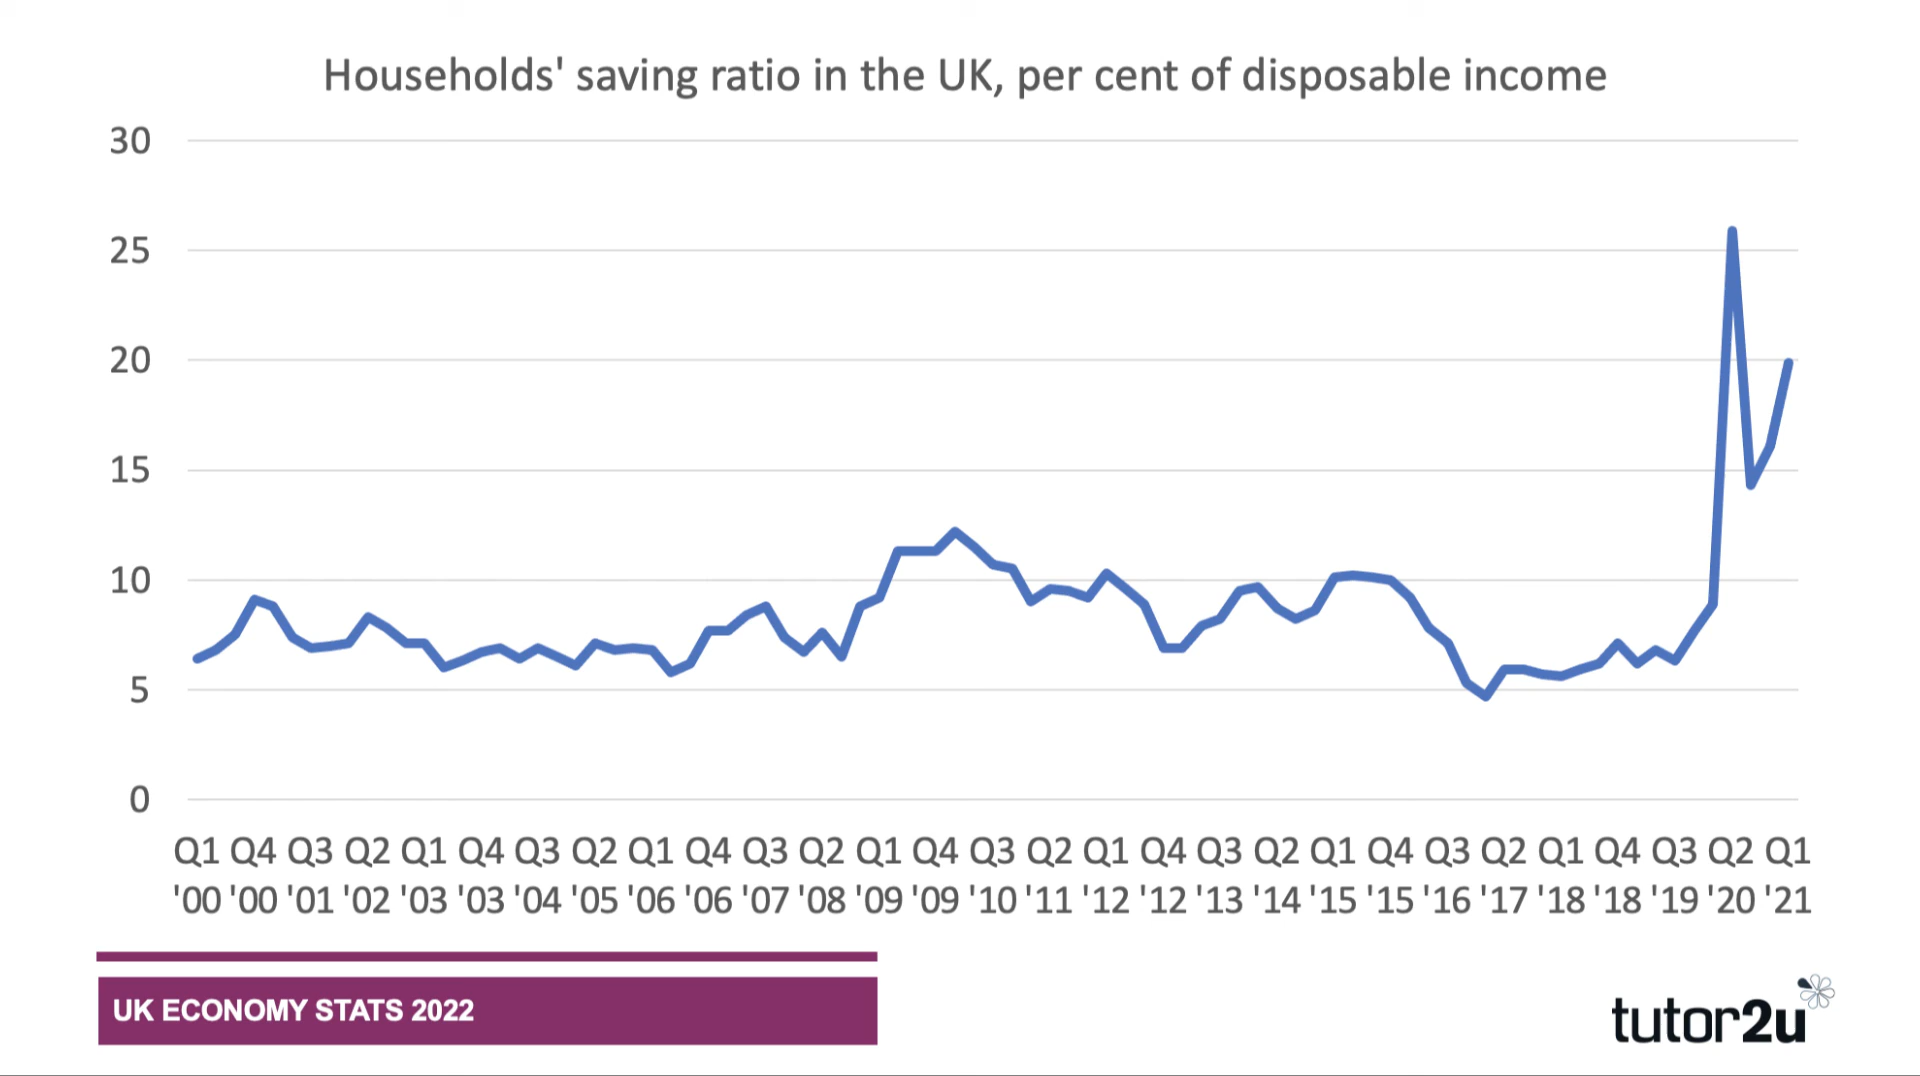 Households' saving ratio in the UK, per cent of disposable income
30
25
20
15
10
5
0
Q1 Q4 Q3 Q2 Q1 Q4 Q3 Q2 Q1 Q4 Q3 Q2 Q1 Q4 Q3 Q2 Q1 Q4 Q3 Q2 Q1 Q4 Q3 Q2 Q1 Q4 Q3 Q2 Q1
'00 '00 '01 '02 '03 '03 '04 '05 '06 '06 '07 '08 '09 '09 '10 '11 '12 '12 '13 '14 '15 '15 '16 '17 '18 '18 '19 '20 '21
UK ECONOMY STATS 2022
tutor2u